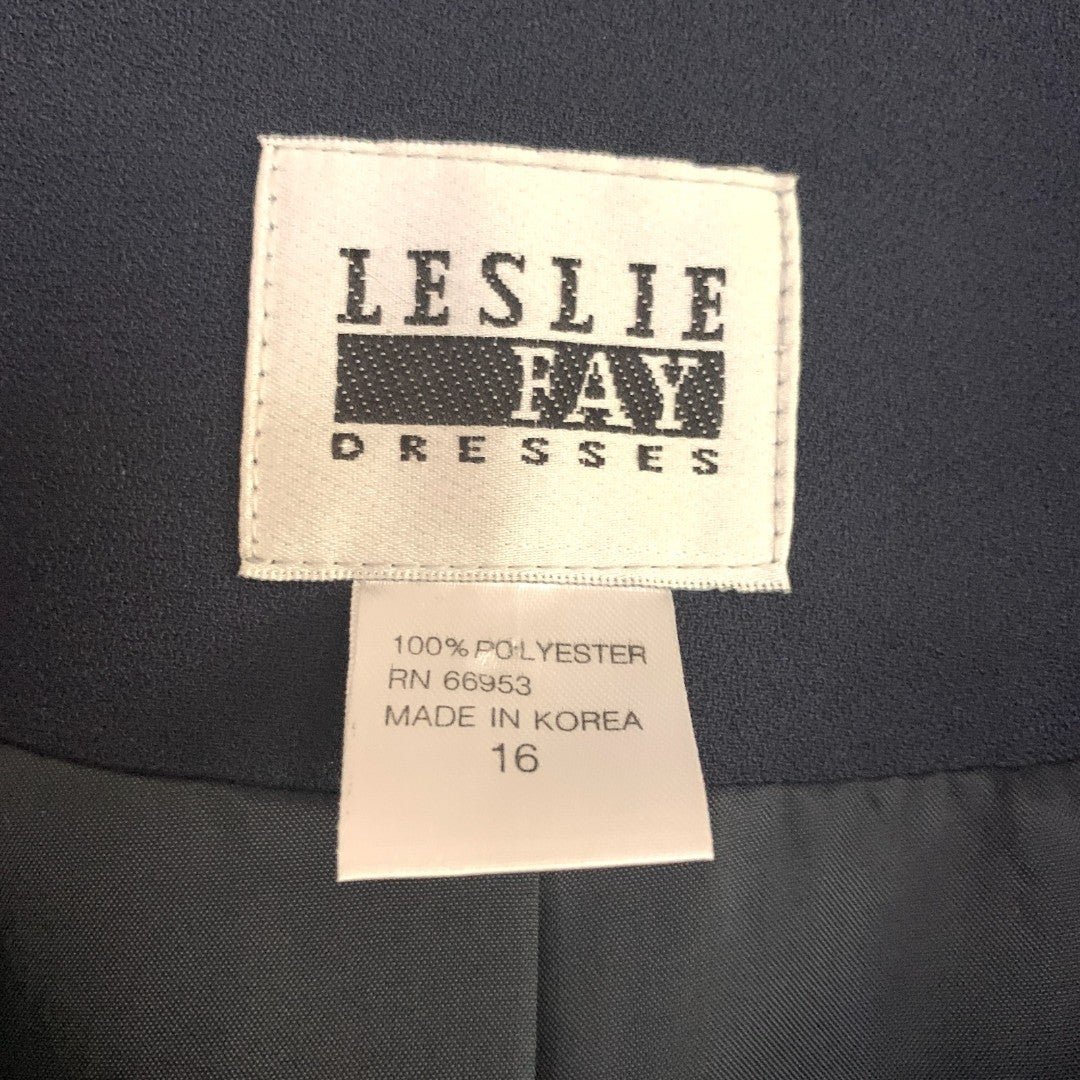 LESLIE
FAY
DRESSES
100% POLYESTER
RN 66953
MADE IN KOREA
16